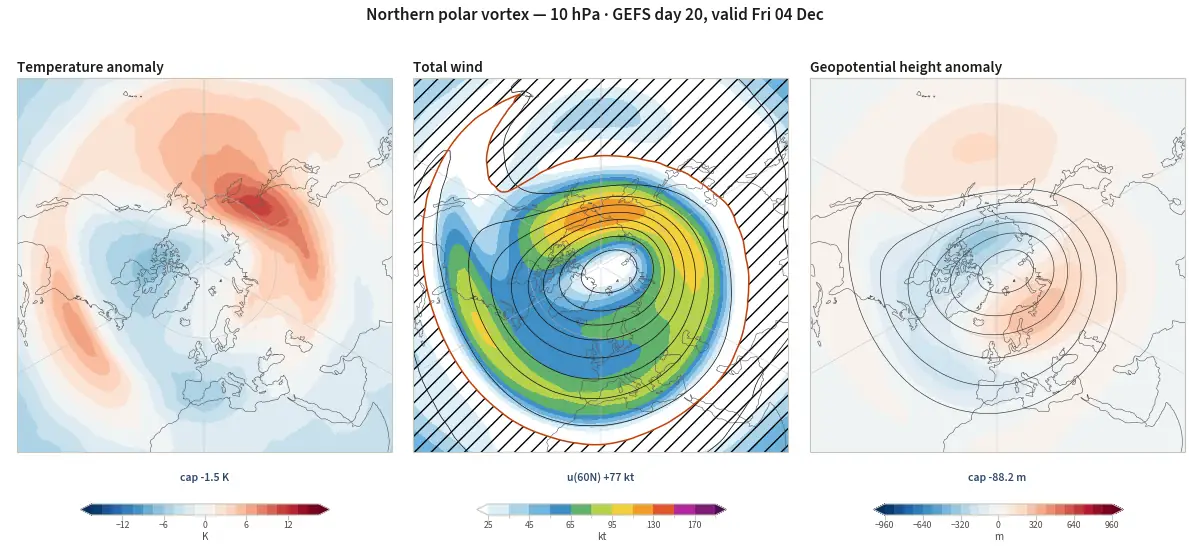 Northern polar vortex — 10 hPa · GEFS day 20, valid Fri 04 Dec
Temperature anomaly
Total wind
Geopotential height anomaly
cap -1.5 K
u(60N) +77 kt
cap -88.2 m
−12 −6 0 6 12
K
25 45 65 95 130 170
kt
−960 −640 −320 0 320 640 960
m